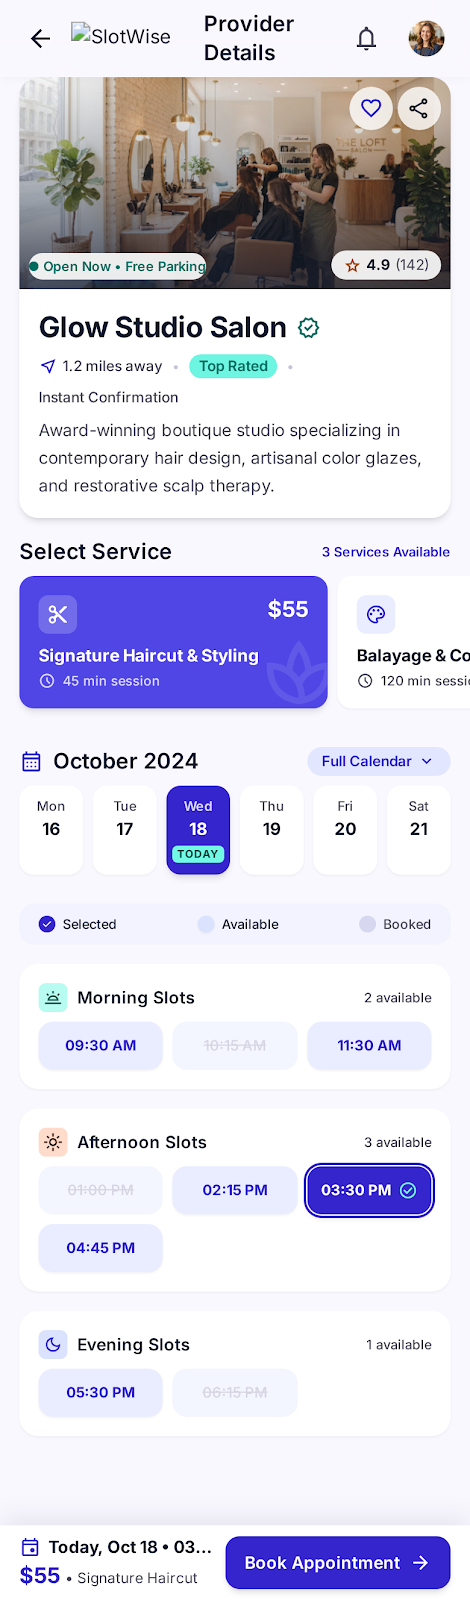 SlotWise
Provider
Details
THE LOFT
SALON
Open Now • Free Parking
4.9 (142)
Glow Studio Salon
1.2 miles away • Top Rated •
Instant Confirmation
Award-winning boutique studio specializing in
contemporary hair design, artisanal color glazes,
and restorative scalp therapy.
Select Service
3 Services Available
$55
Signature Haircut & Styling
45 min session
Balayage & Co
120 min sessio
October 2024
Full Calendar
Mon
16
Tue
17
Wed
18
TODAY
Thu
19
Fri
20
Sat
21
Selected
Available
Booked
Morning Slots
2 available
09:30 AM
10:15 AM
11:30 AM
Afternoon Slots
3 available
01:00 PM
02:15 PM
03:30 PM
04:45 PM
Evening Slots
1 available
05:30 PM
06:15 PM
Today, Oct 18 • 03...
$55 • Signature Haircut
Book Appointment